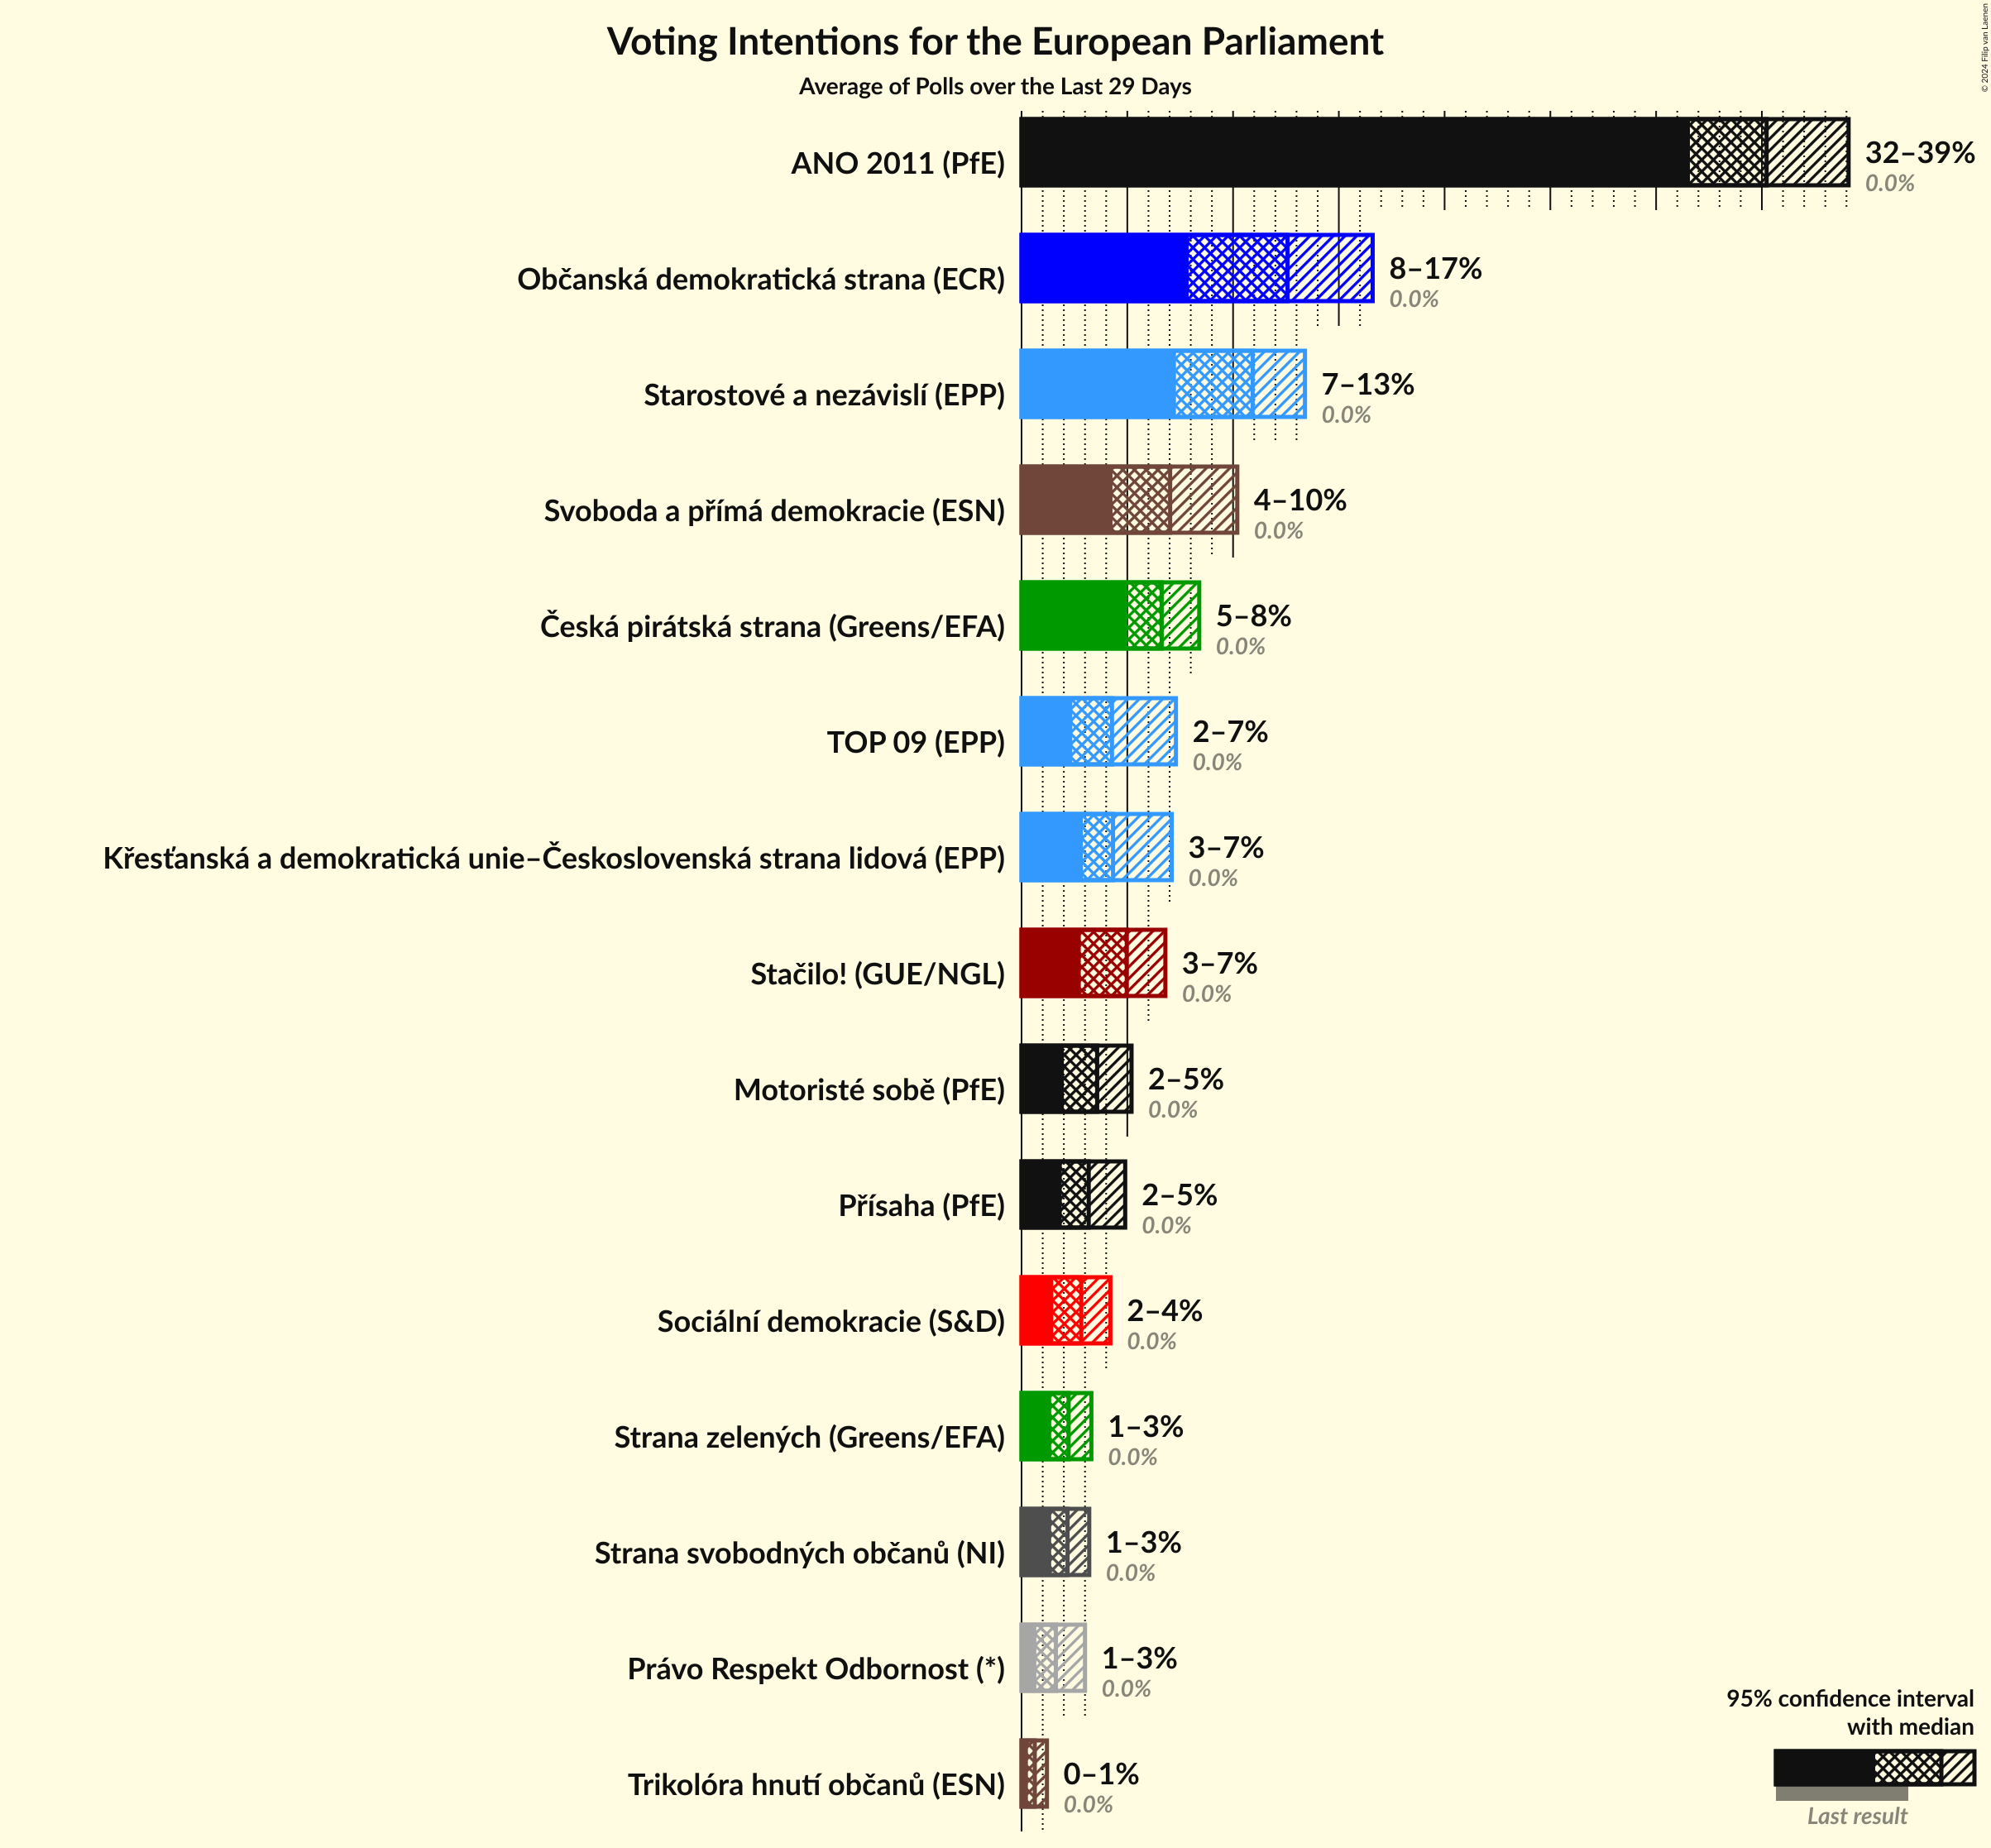 © 2024 Filip van Laenen
Voting Intentions for the European Parliament
Average of Polls over the Last 29 Days
ANO 2011 (PfE)
32–39%
0.0%
Občanská demokratická strana (ECR)
8–17%
0.0%
Starostové a nezávislí (EPP)
7–13%
0.0%
Svoboda a přímá demokracie (ESN)
4–10%
0.0%
Česká pirátská strana (Greens/EFA)
5–8%
0.0%
TOP 09 (EPP)
2–7%
0.0%
Křesťanská a demokratická unie–Československá strana lidová (EPP)
3–7%
0.0%
Stačilo! (GUE/NGL)
3–7%
0.0%
Motoristé sobě (PfE)
2–5%
0.0%
Přísaha (PfE)
2–5%
0.0%
Sociální demokracie (S&D)
2–4%
0.0%
Strana zelených (Greens/EFA)
1–3%
0.0%
Strana svobodných občanů (NI)
1–3%
0.0%
Právo Respekt Odbornost (*)
1–3%
0.0%
Trikolóra hnutí občanů (ESN)
0–1%
0.0%
95% confidence interval
with median
Last result